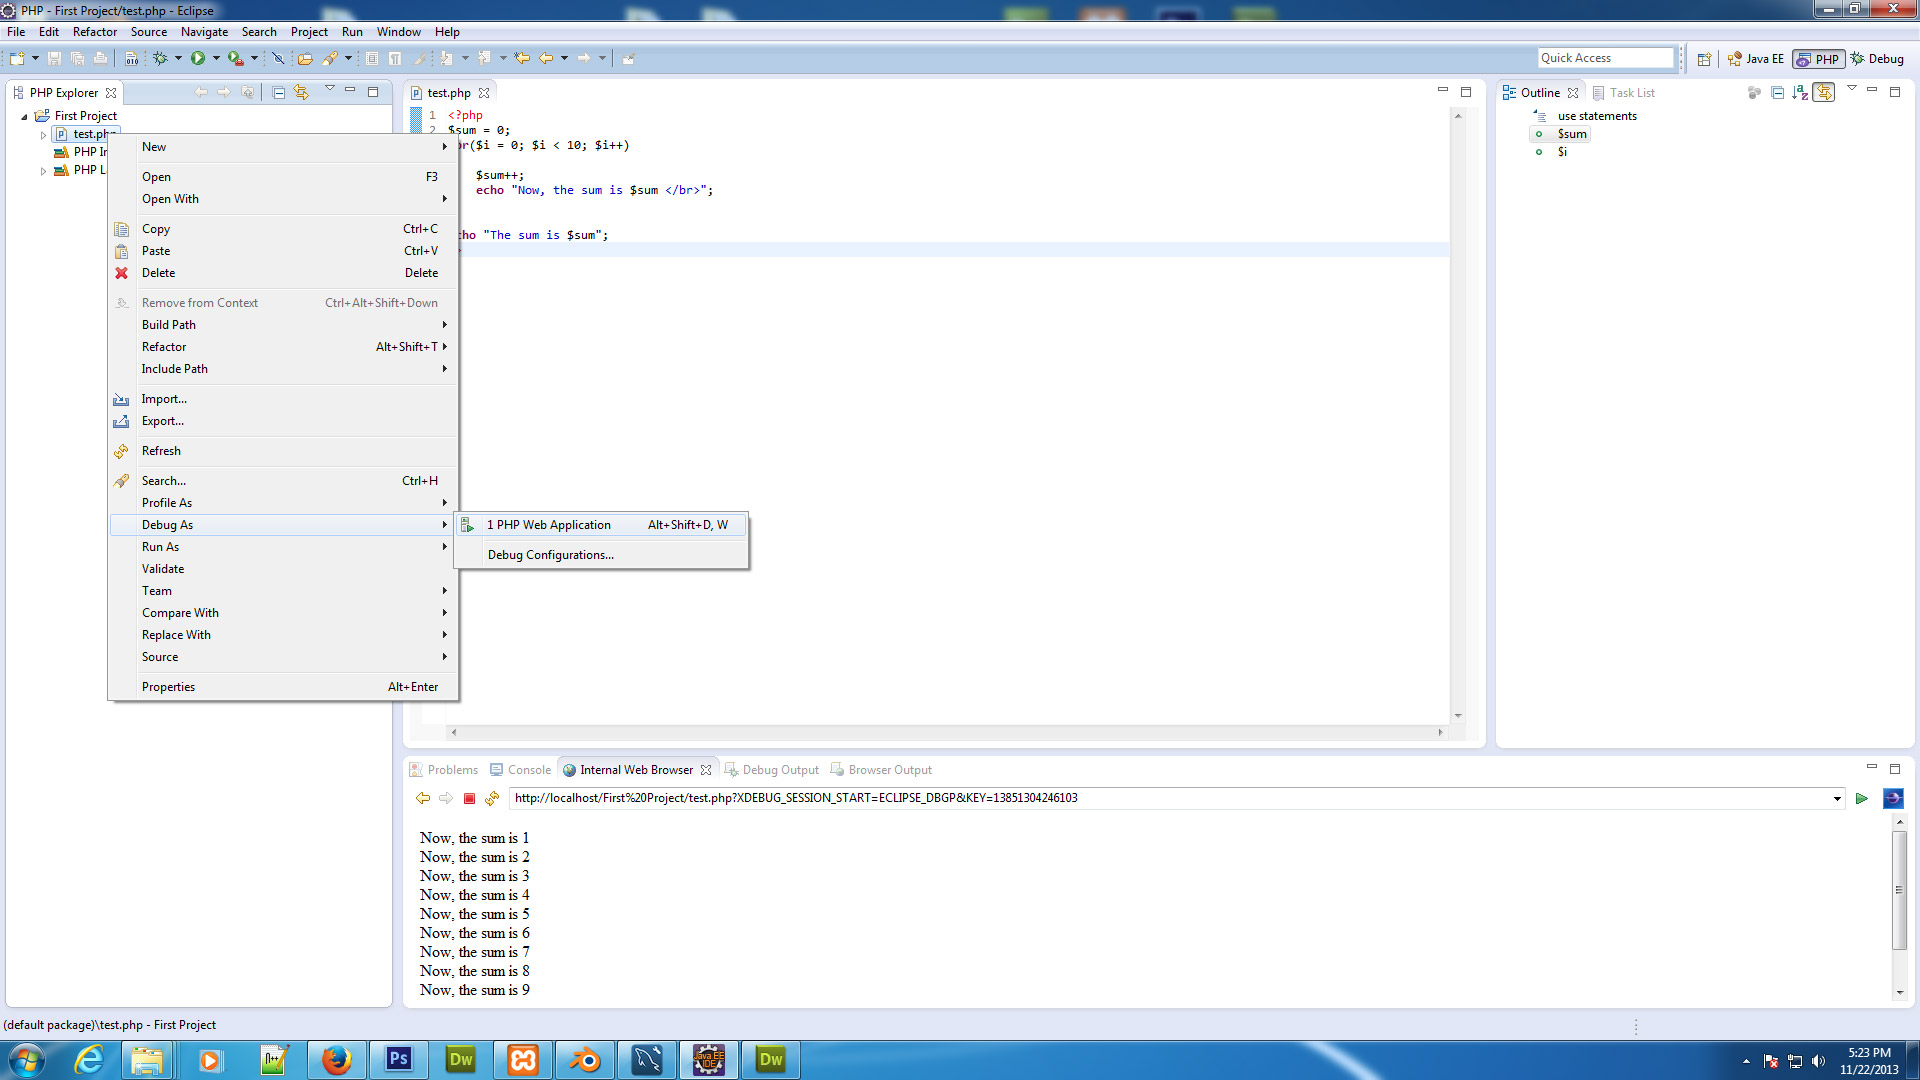 PHP - First Project/test.php - Eclipse
File Edit Refactor Source Navigate Search Project Run Window Help
Quick Access
Java EE
PHP
Debug
PHP Explorer
First Project
test.php
PHP In
PHP L
New
Open F3
Open With
Copy Ctrl+C
Paste Ctrl+V
Delete Delete
Remove from Context Ctrl+Alt+Shift+Down
Build Path
Refactor Alt+Shift+T
Include Path
Import...
Export...
Refresh
Search... Ctrl+H
Profile As
Debug As
Run As
Validate
Team
Compare With
Replace With
Source
Properties Alt+Enter
1 PHP Web Application Alt+Shift+D, W
Debug Configurations...
test.php
1 <?php
2 $sum = 0;
or($i = 0; $i < 10; $i++)
$sum++;
echo "Now, the sum is $sum </br>";
cho "The sum is $sum";
Outline
Task List
use statements
$sum
$i
Problems
Console
Internal Web Browser
Debug Output
Browser Output
http://localhost/First%20Project/test.php?XDEBUG_SESSION_START=ECLIPSE_DBGP&KEY=13851304246103
Now, the sum is 1
Now, the sum is 2
Now, the sum is 3
Now, the sum is 4
Now, the sum is 5
Now, the sum is 6
Now, the sum is 7
Now, the sum is 8
Now, the sum is 9
(default package)\test.php - First Project
Ps
Dw
Java EE
IDE
Dw
5:23 PM
11/22/2013